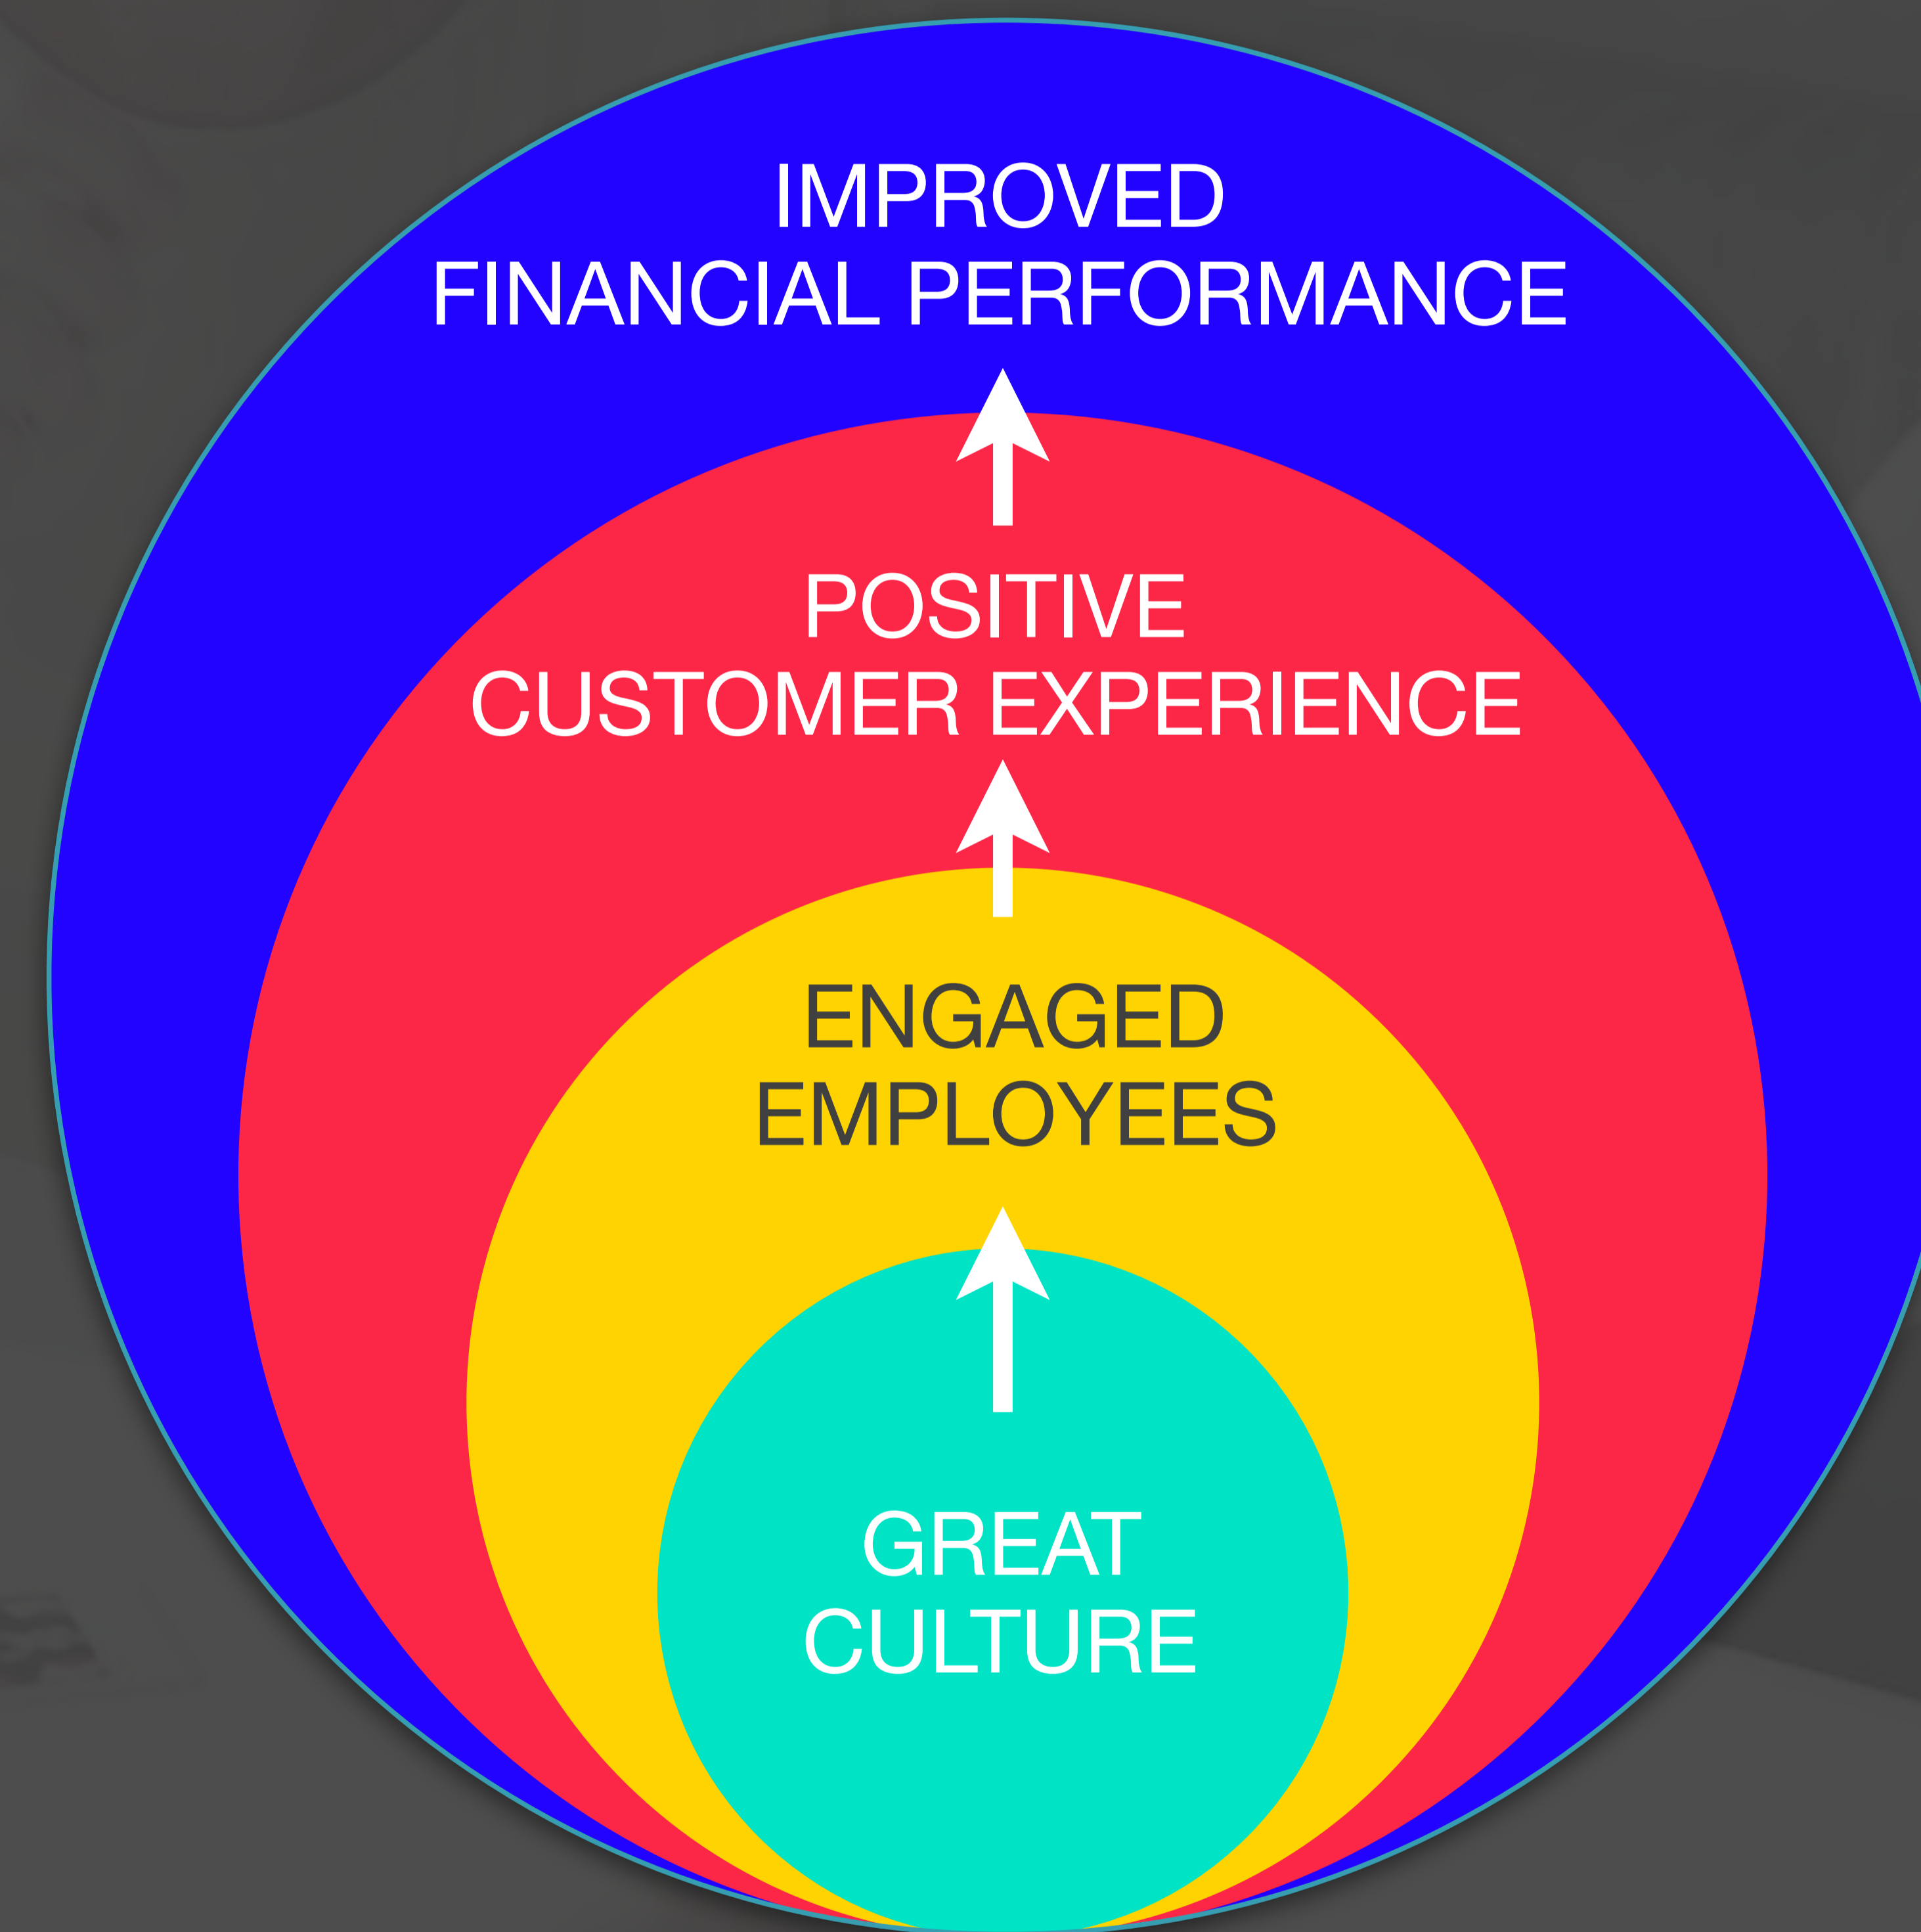 IMPROVED
FINANCIAL PERFORMANCE
POSITIVE
CUSTOMER EXPERIENCE
ENGAGED
EMPLOYEES
GREAT
CULTURE